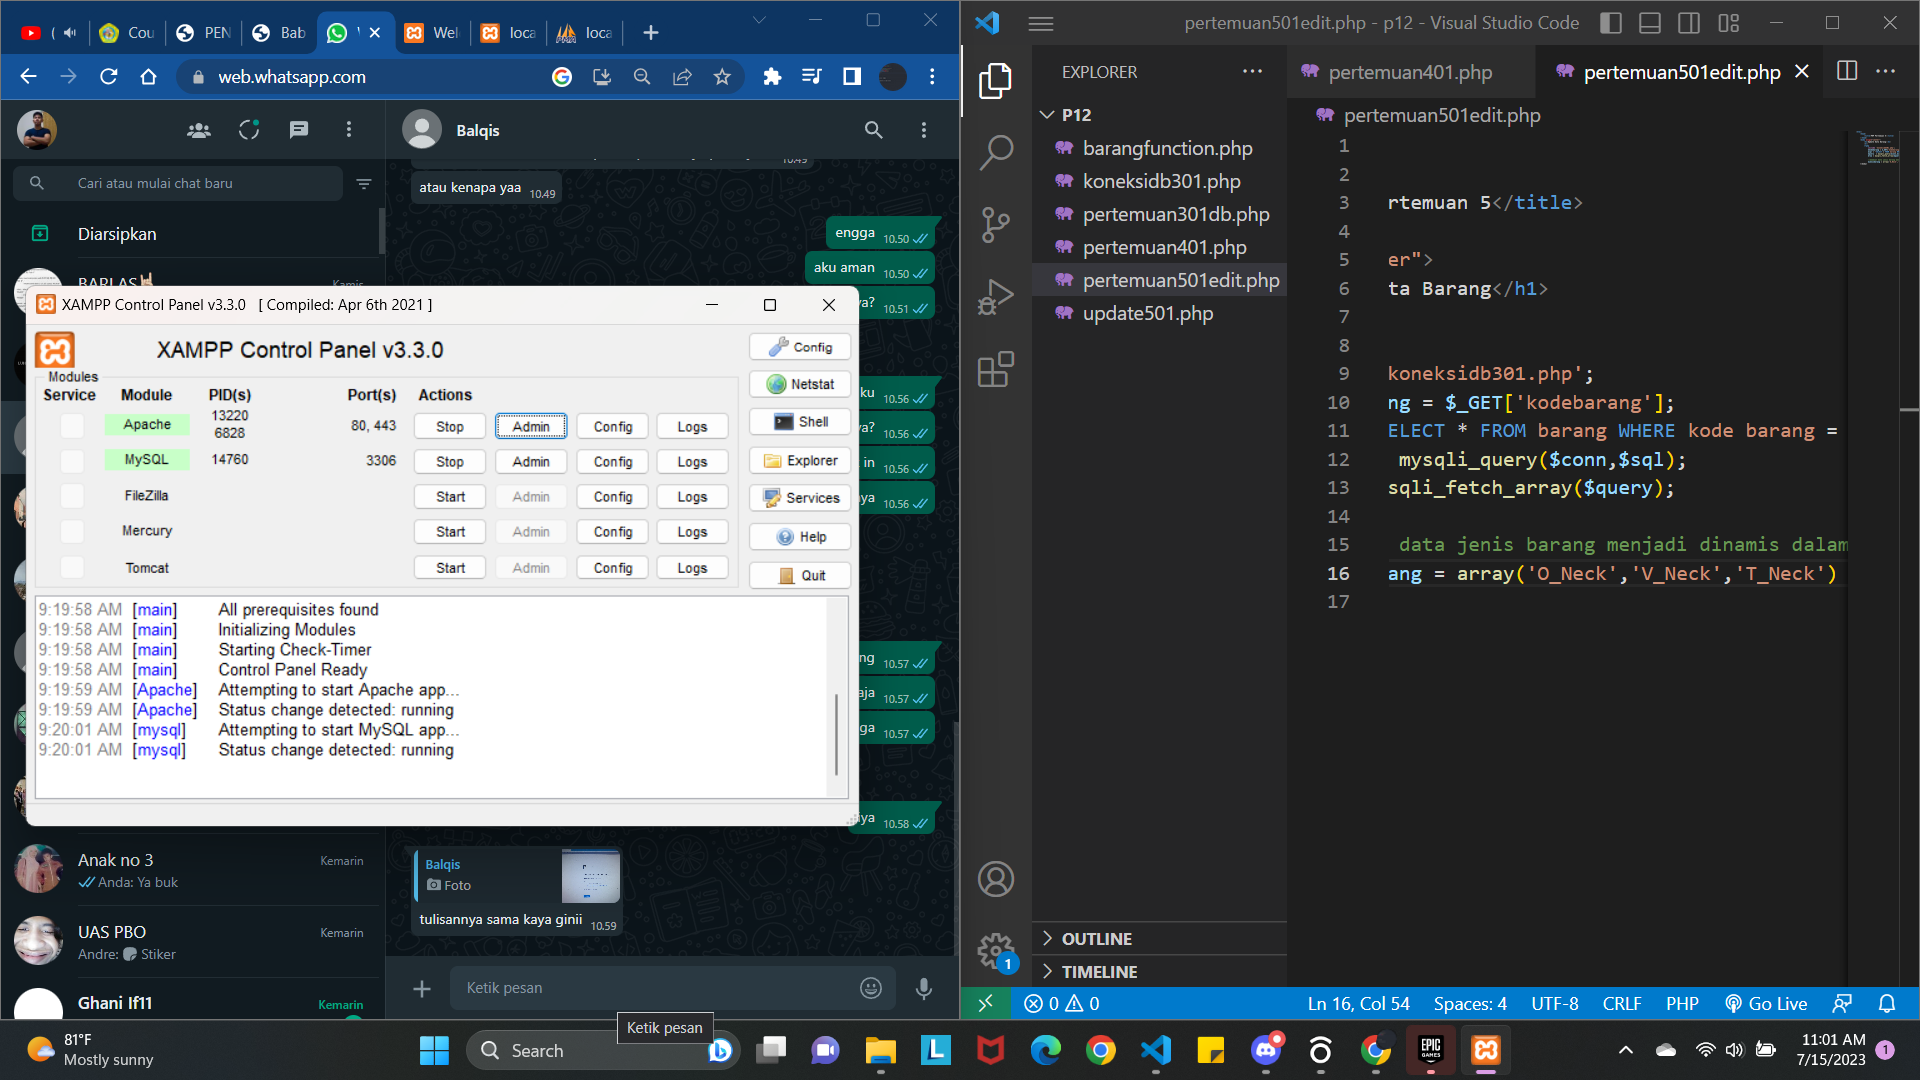 (
Cou
PEN
Bab
Wel
loca
loca
web.whatsapp.com
Balqis
Cari atau mulai chat baru
Diarsipkan
BARLAS
Kamis
10.49
atau kenapa yaa 10.49
engga 10.50
aku aman 10.50
ya? 10.51
ku 10.56
ya? 10.56
in 10.56
ya 10.56
ng 10.57
aja 10.57
ga 10.57
iya 10.58
XAMPP Control Panel v3.3.0 [ Compiled: Apr 6th 2021 ]
XAMPP Control Panel v3.3.0
Modules
Service Module PID(s) Port(s) Actions
Apache 13220 6828 80, 443 Stop Admin Config Logs
MySQL 14760 3306 Stop Admin Config Logs
FileZilla Start Admin Config Logs
Mercury Start Admin Config Logs
Tomcat Start Admin Config Logs
Config
Netstat
Shell
Explorer
Services
Help
Quit
9:19:58 AM [main] All prerequisites found
9:19:58 AM [main] Initializing Modules
9:19:58 AM [main] Starting Check-Timer
9:19:58 AM [main] Control Panel Ready
9:19:59 AM [Apache] Attempting to start Apache app...
9:19:59 AM [Apache] Status change detected: running
9:20:01 AM [mysql] Attempting to start MySQL app...
9:20:01 AM [mysql] Status change detected: running
Anak no 3 Kemarin
Anda: Ya buk
UAS PBO Kemarin
Andre: Stiker
Ghani If11 Kemarin
Balqis
Foto
tulisannya sama kaya ginii 10.59
Ketik pesan
Ketik pesan
pertemuan501edit.php - p12 - Visual Studio Code
EXPLORER
P12
barangfunction.php
koneksidb301.php
pertemuan301db.php
pertemuan401.php
pertemuan501edit.php
update501.php
OUTLINE
TIMELINE
pertemuan401.php
pertemuan501edit.php
pertemuan501edit.php
1
2
3 rtemuan 5</title>
4
5 er">
6 ta Barang</h1>
7
8
9 koneksidb301.php';
10 ng = $_GET['kodebarang'];
11 ELECT * FROM barang WHERE kode barang =
12 mysqli_query($conn,$sql);
13 sqli_fetch_array($query);
14
15 data jenis barang menjadi dinamis dalam
16 ang = array('O_Neck','V_Neck','T_Neck')
17
1
0 0
Ln 16, Col 54 Spaces: 4 UTF-8 CRLF PHP Go Live
81°F
Mostly sunny
Search
EPIC GAMES
11:01 AM
7/15/2023
1